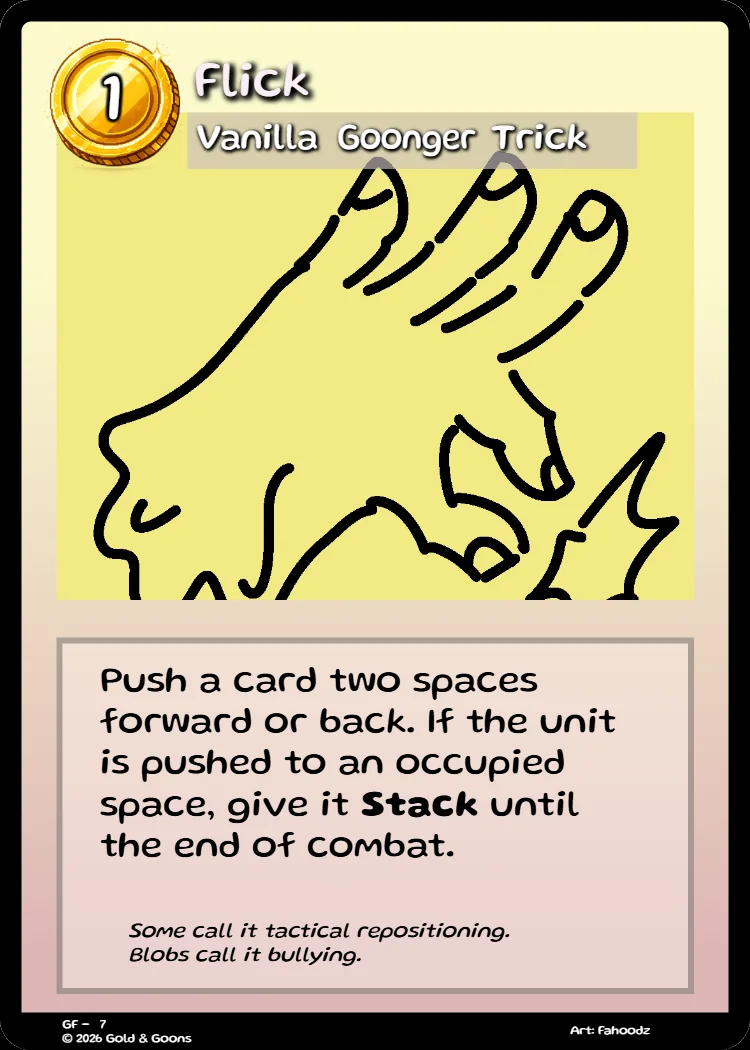 1
Flick
Vanilla Goonger Trick
Push a card two spaces
forward or back. If the unit
is pushed to an occupied
space, give it Stack until
the end of combat.
Some call it tactical repositioning.
Blobs call it bullying.
GF - 7
© 2026 Gold & Goons
Art: Fahoodz